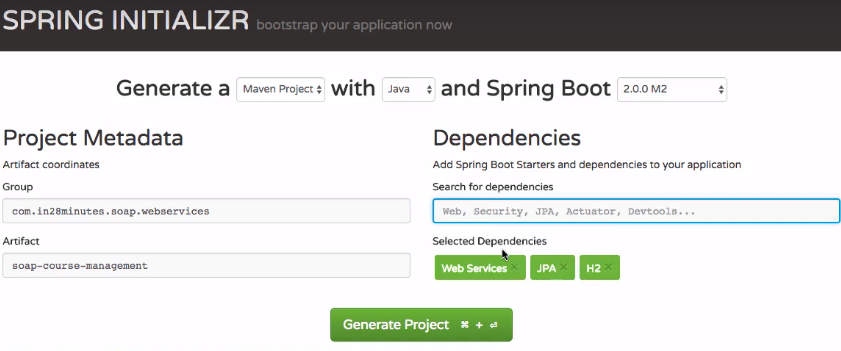 SPRING INITIALIZR bootstrap your application now
Generate a Maven Project with Java and Spring Boot 2.0.0 M2
Project Metadata
Artifact coordinates
Group
com.in28minutes.soap.webservices
Artifact
soap-course-management
Dependencies
Add Spring Boot Starters and dependencies to your application
Search for dependencies
Web, Security, JPA, Actuator, Devtools...
Selected Dependencies
Web Services × JPA × H2 ×
Generate Project ⌘ + ⏎